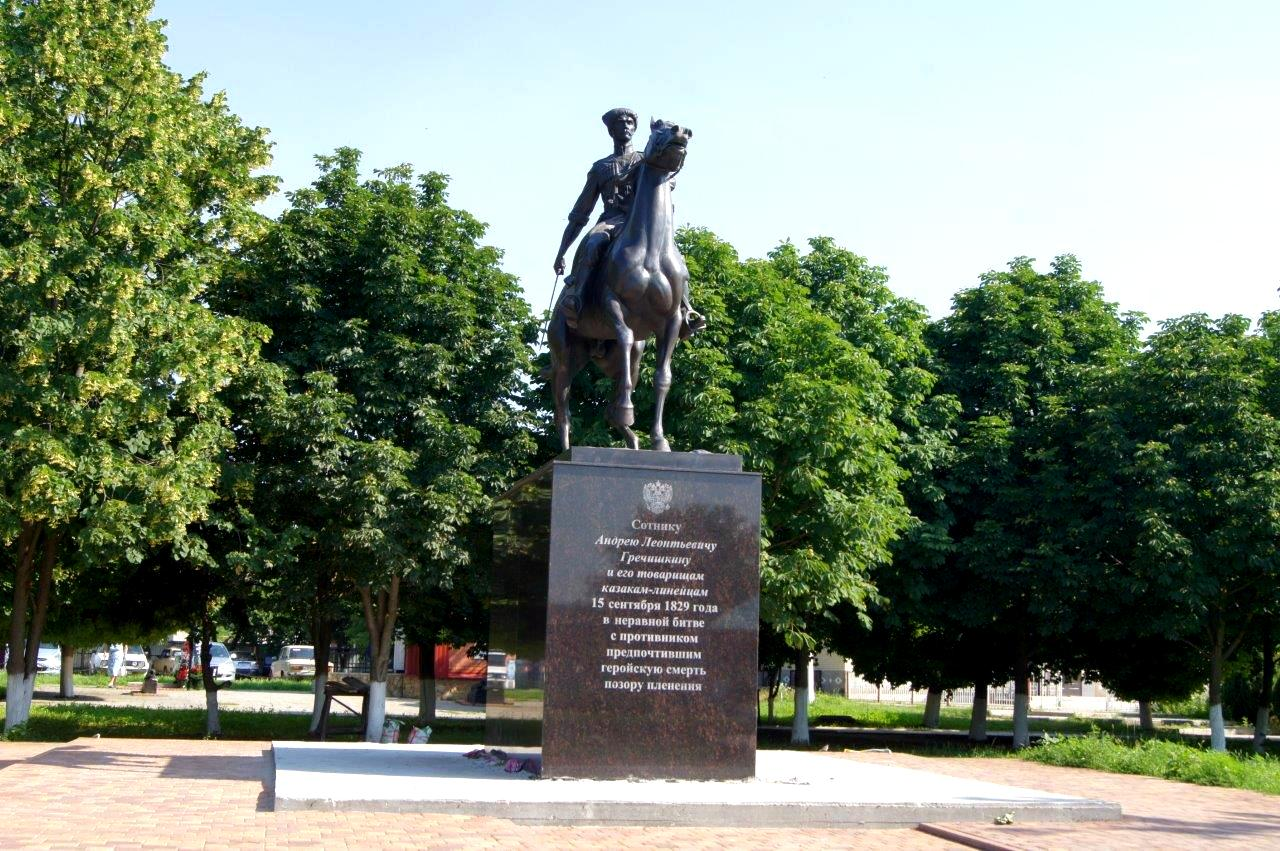 Сотнику
Андрею Леонтьевичу
Гречишкину
и его товарищам
казакам-линейцам
15 сентября 1829 года
в неравной битве
с противником
предпочтившим
геройскую смерть
позору пленения